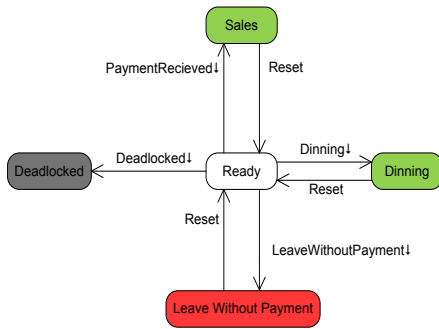 Sales
PaymentRecieved↓
Reset
Deadlocked↓
Dinning↓
Deadlocked
Ready
Dinning
Reset
Reset
LeaveWithoutPayment↓
Leave Without Payment